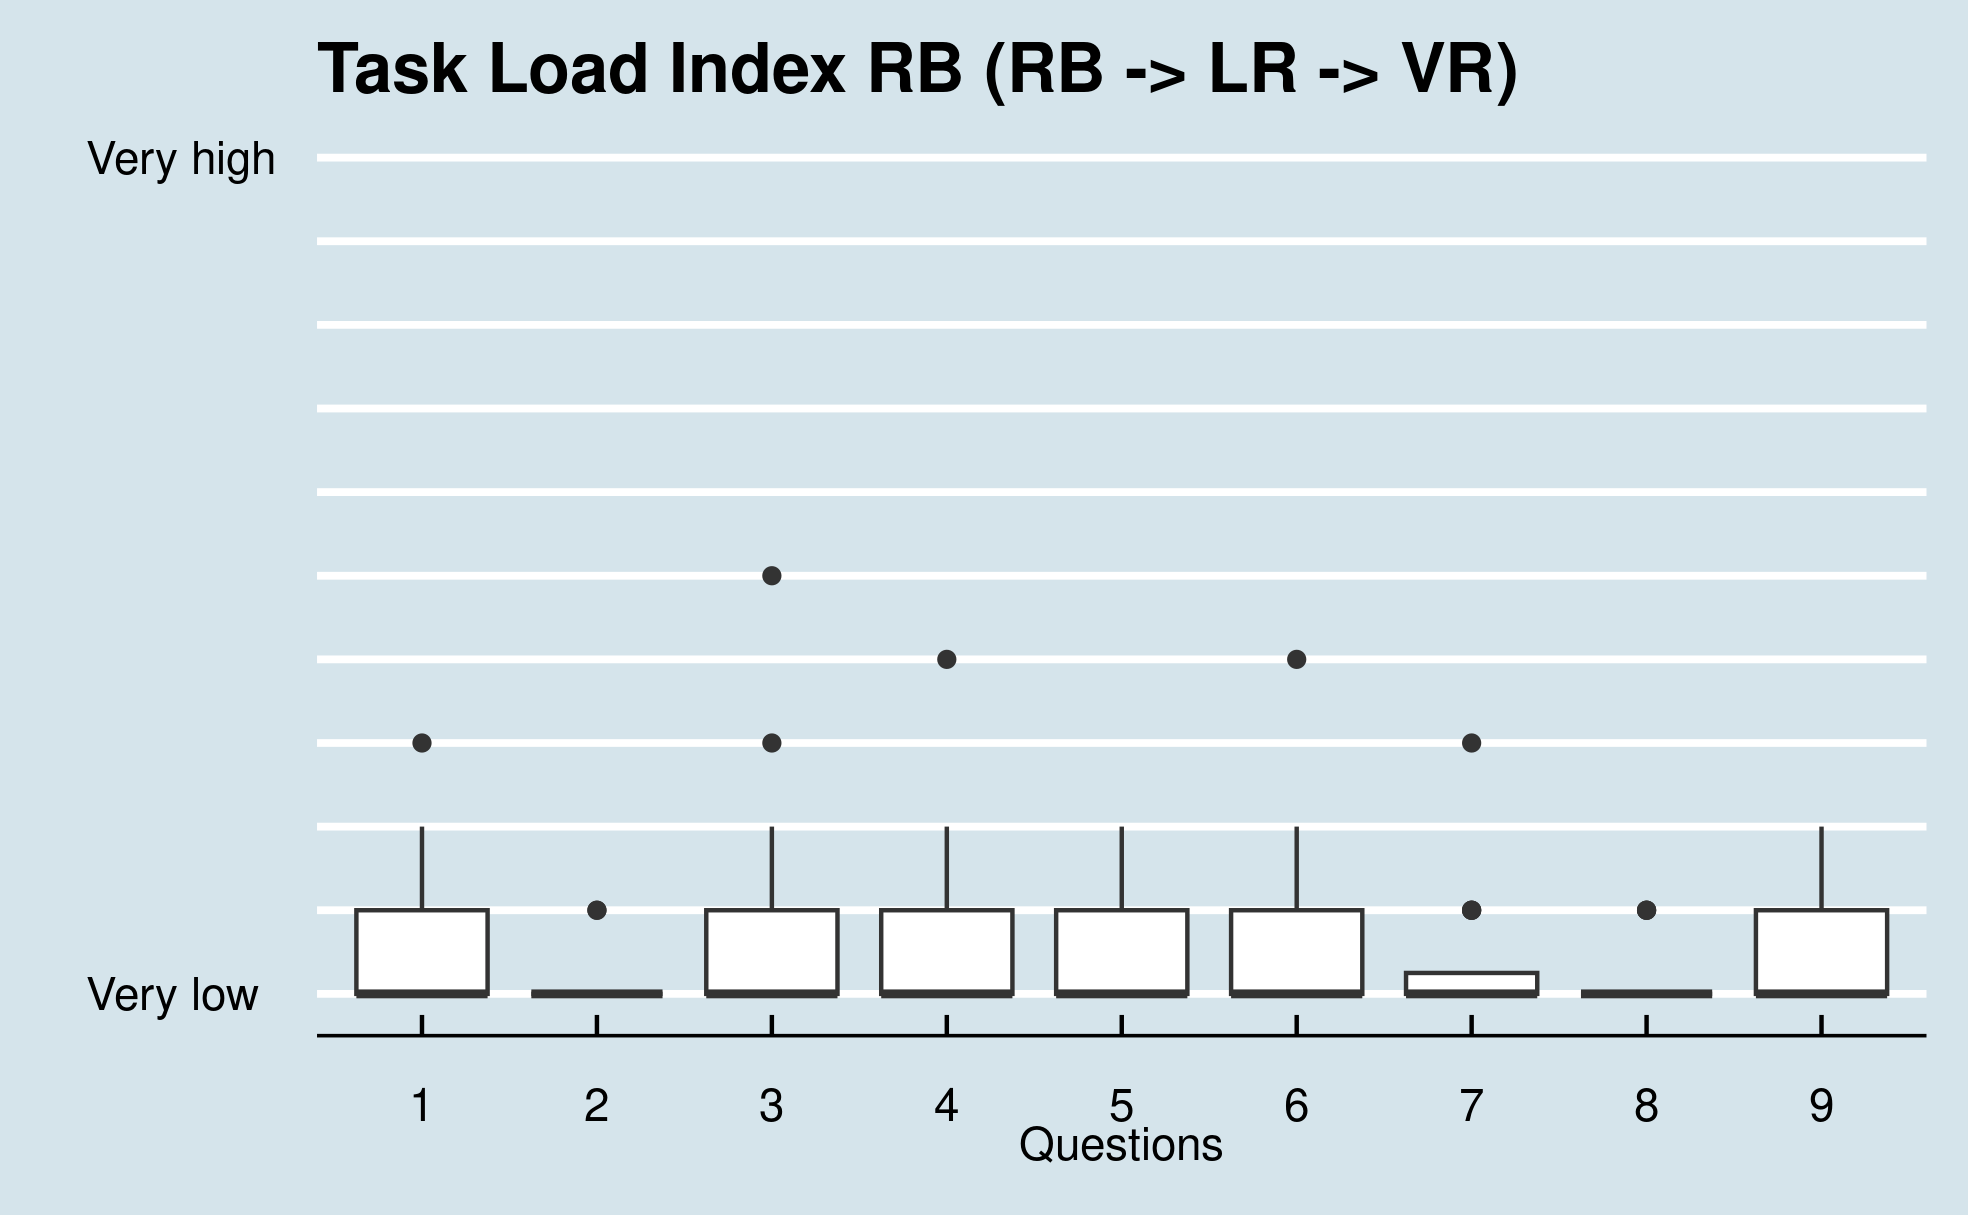 Task Load Index RB (RB -> LR -> VR)
Very high
Very low
1 2 3 4 5 6 7 8 9
Questions